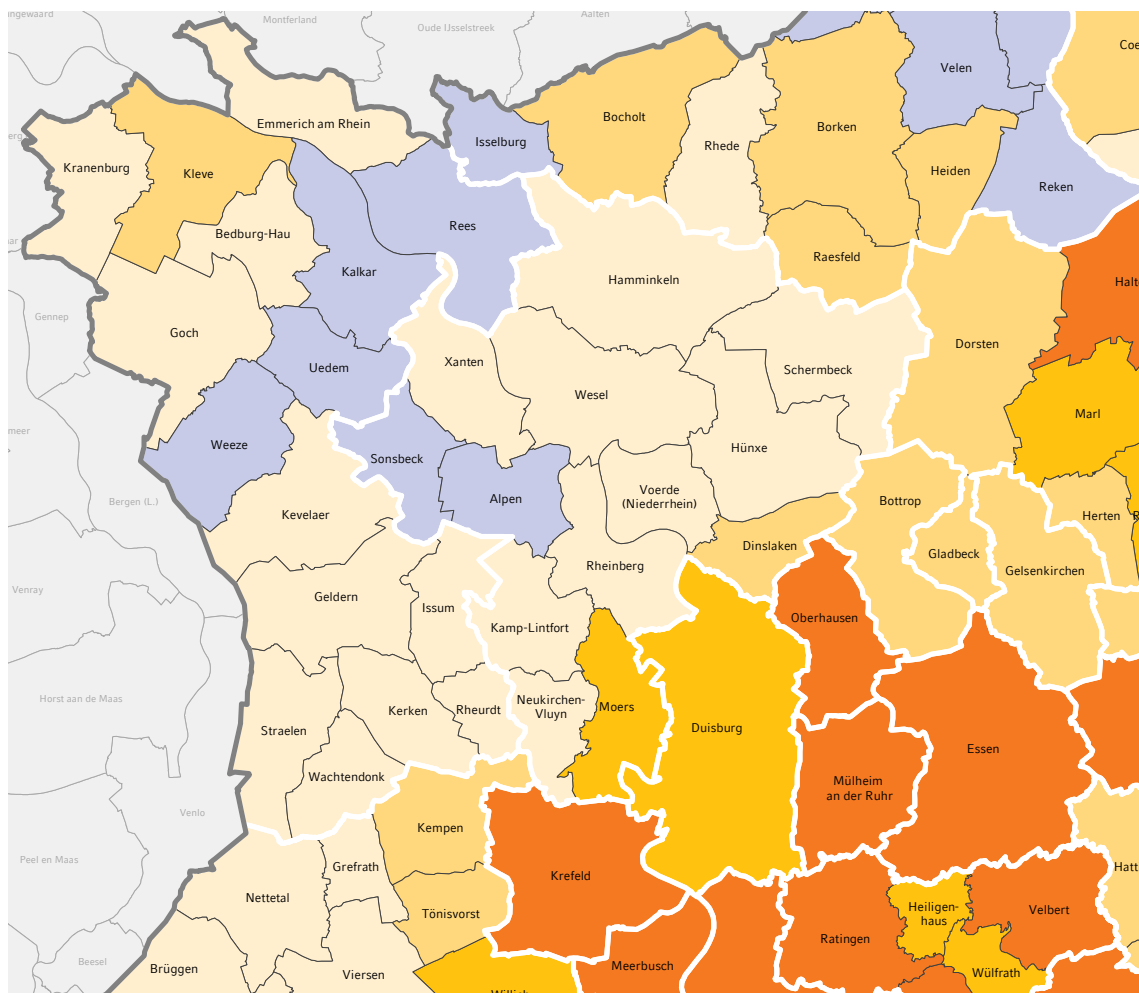 Montferland
Aalten
Oude IJsselstreek
Velen
Bocholt
Emmerich am Rhein
Borken
Isselburg
Rhede
Kranenburg
Kleve
Heiden
Reken
Rees
Bedburg-Hau
Raesfeld
Kalkar
Hamminkeln
Gennep
Goch
Dorsten
Xanten
Uedem
Schermbeck
Wesel
Marl
Weeze
Hünxe
Sonsbeck
Voerde
(Niederrhein)
Alpen
Bergen (L.)
Bottrop
Kevelaer
Herten
Dinslaken
Gladbeck
Rheinberg
Gelsenkirchen
Venray
Geldern
Issum
Oberhausen
Kamp-Lintfort
Horst aan de Maas
Neukirchen-
Vluyn
Moers
Kerken
Rheurdt
Straelen
Duisburg
Essen
Wachtendonk
Mülheim
an der Ruhr
Venlo
Kempen
Peel en Maas
Grefrath
Krefeld
Nettetal
Heiligen-
haus
Velbert
Tönisvorst
Ratingen
Beesel
Brüggen
Viersen
Meerbusch
Wülfrath